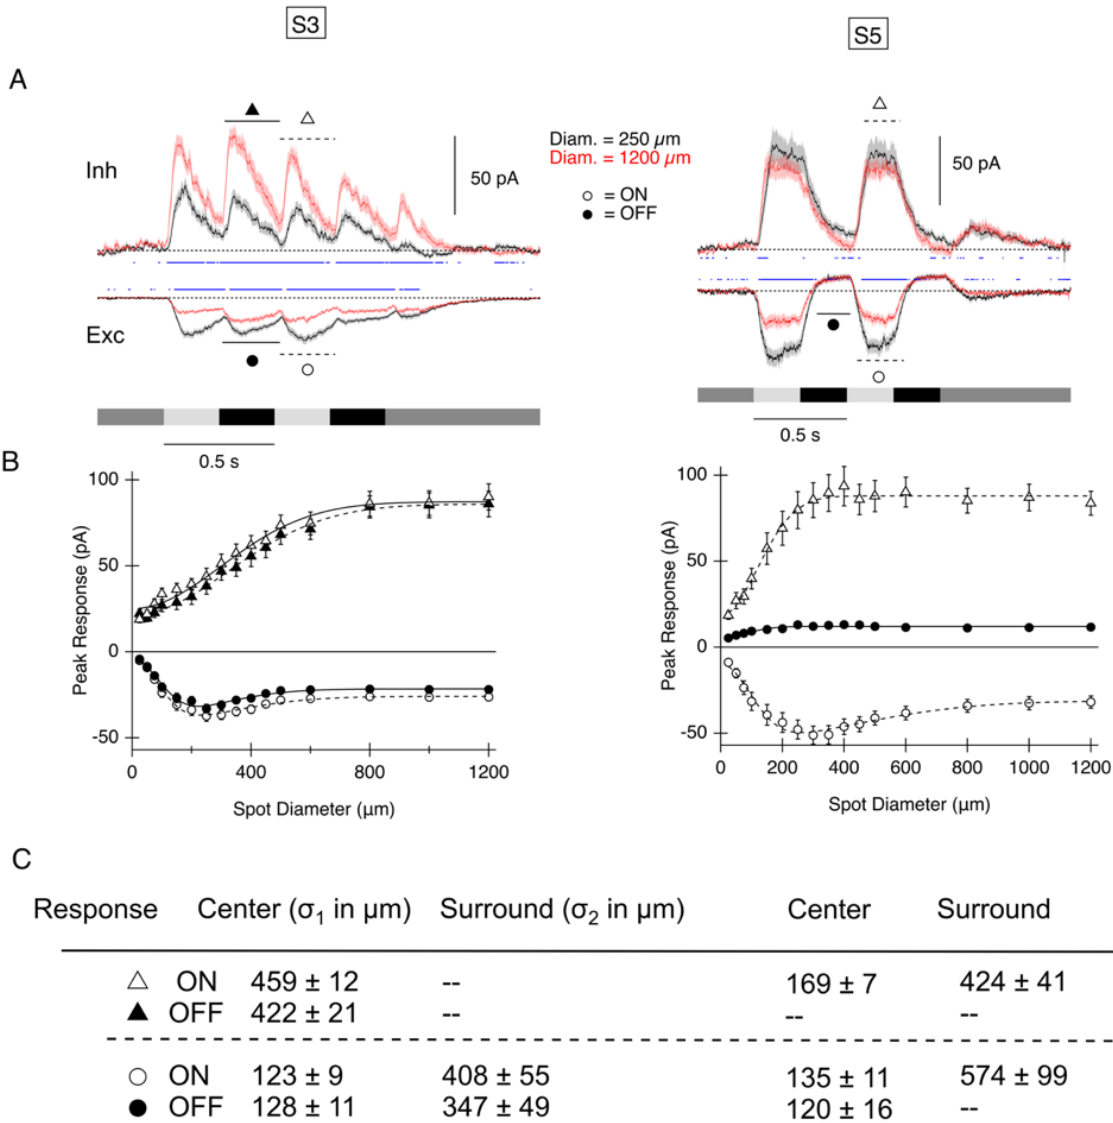 S3
S5
A
Inh
Exc
50 pA
Diam. = 250 µm
Diam. = 1200 µm
○ = ON
● = OFF
50 pA
0.5 s
0.5 s
B
Peak Response (pA)
100
50
0
-50
0 400 800 1200
Spot Diameter (µm)
Peak Response (pA)
100
50
0
-50
0 200 400 600 800 1000 1200
Spot Diameter (µm)
C
Response Center (σ1 in µm) Surround (σ2 in µm) Center Surround
△ ON 459 ± 12 -- 169 ± 7 424 ± 41
▲ OFF 422 ± 21 -- -- --
○ ON 123 ± 9 408 ± 55 135 ± 11 574 ± 99
● OFF 128 ± 11 347 ± 49 120 ± 16 --